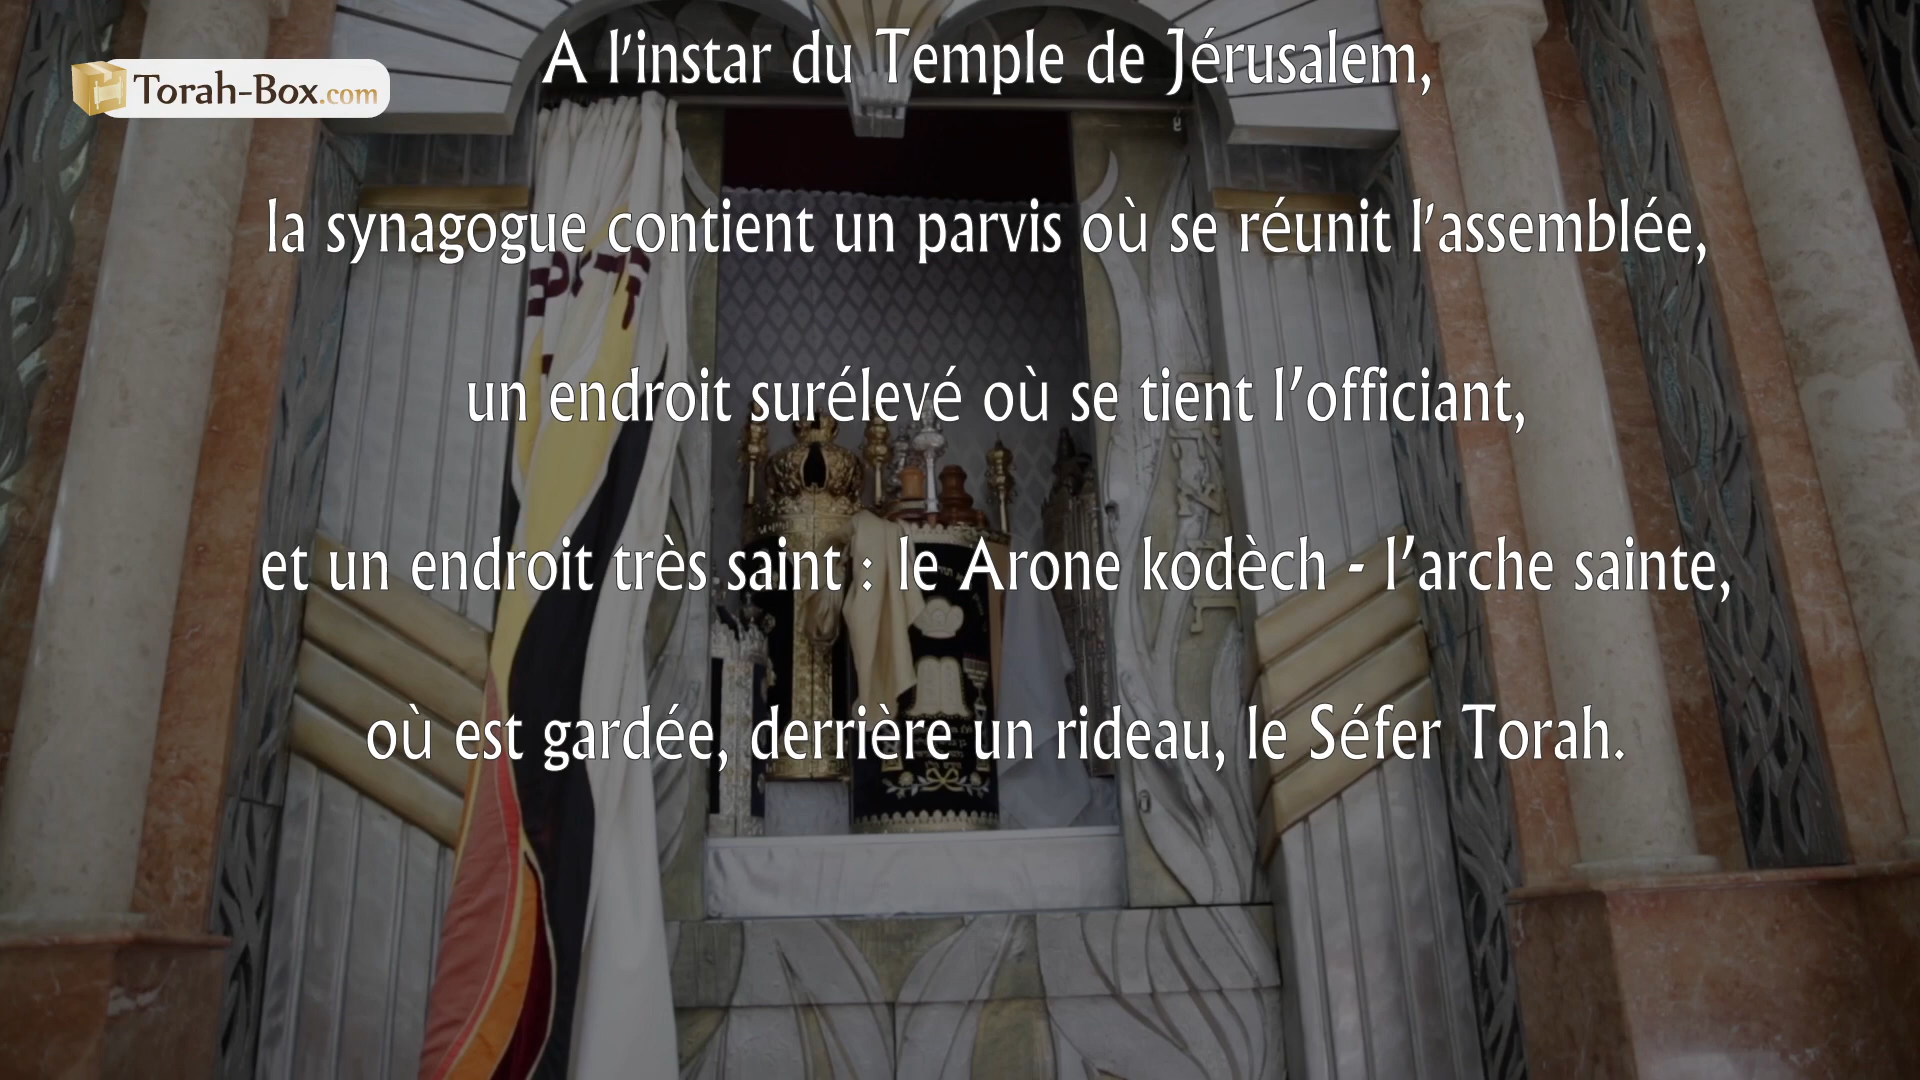 Torah-Box.com
A l'instar du Temple de Jérusalem,
la synagogue contient un parvis où se réunit l'assemblée,
un endroit surélevé où se tient l’officiant,
et un endroit très saint : le Arone kodèch - l’arche sainte,
où est gardée, derrière un rideau, le Séfer Torah.